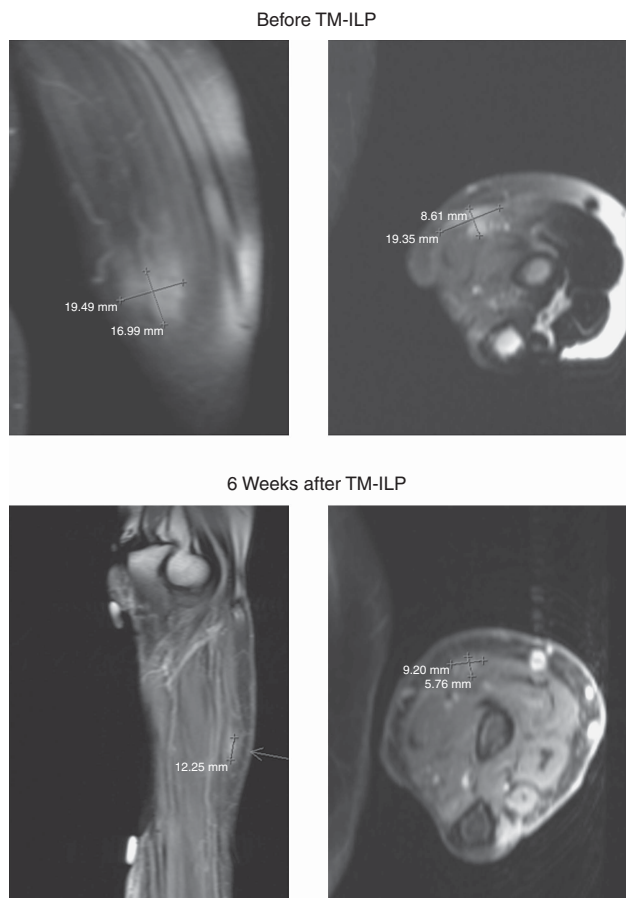 Before TM-ILP
19.49 mm
16.99 mm
8.61 mm
19.35 mm
6 Weeks after TM-ILP
12.25 mm
9.20 mm
5.76 mm